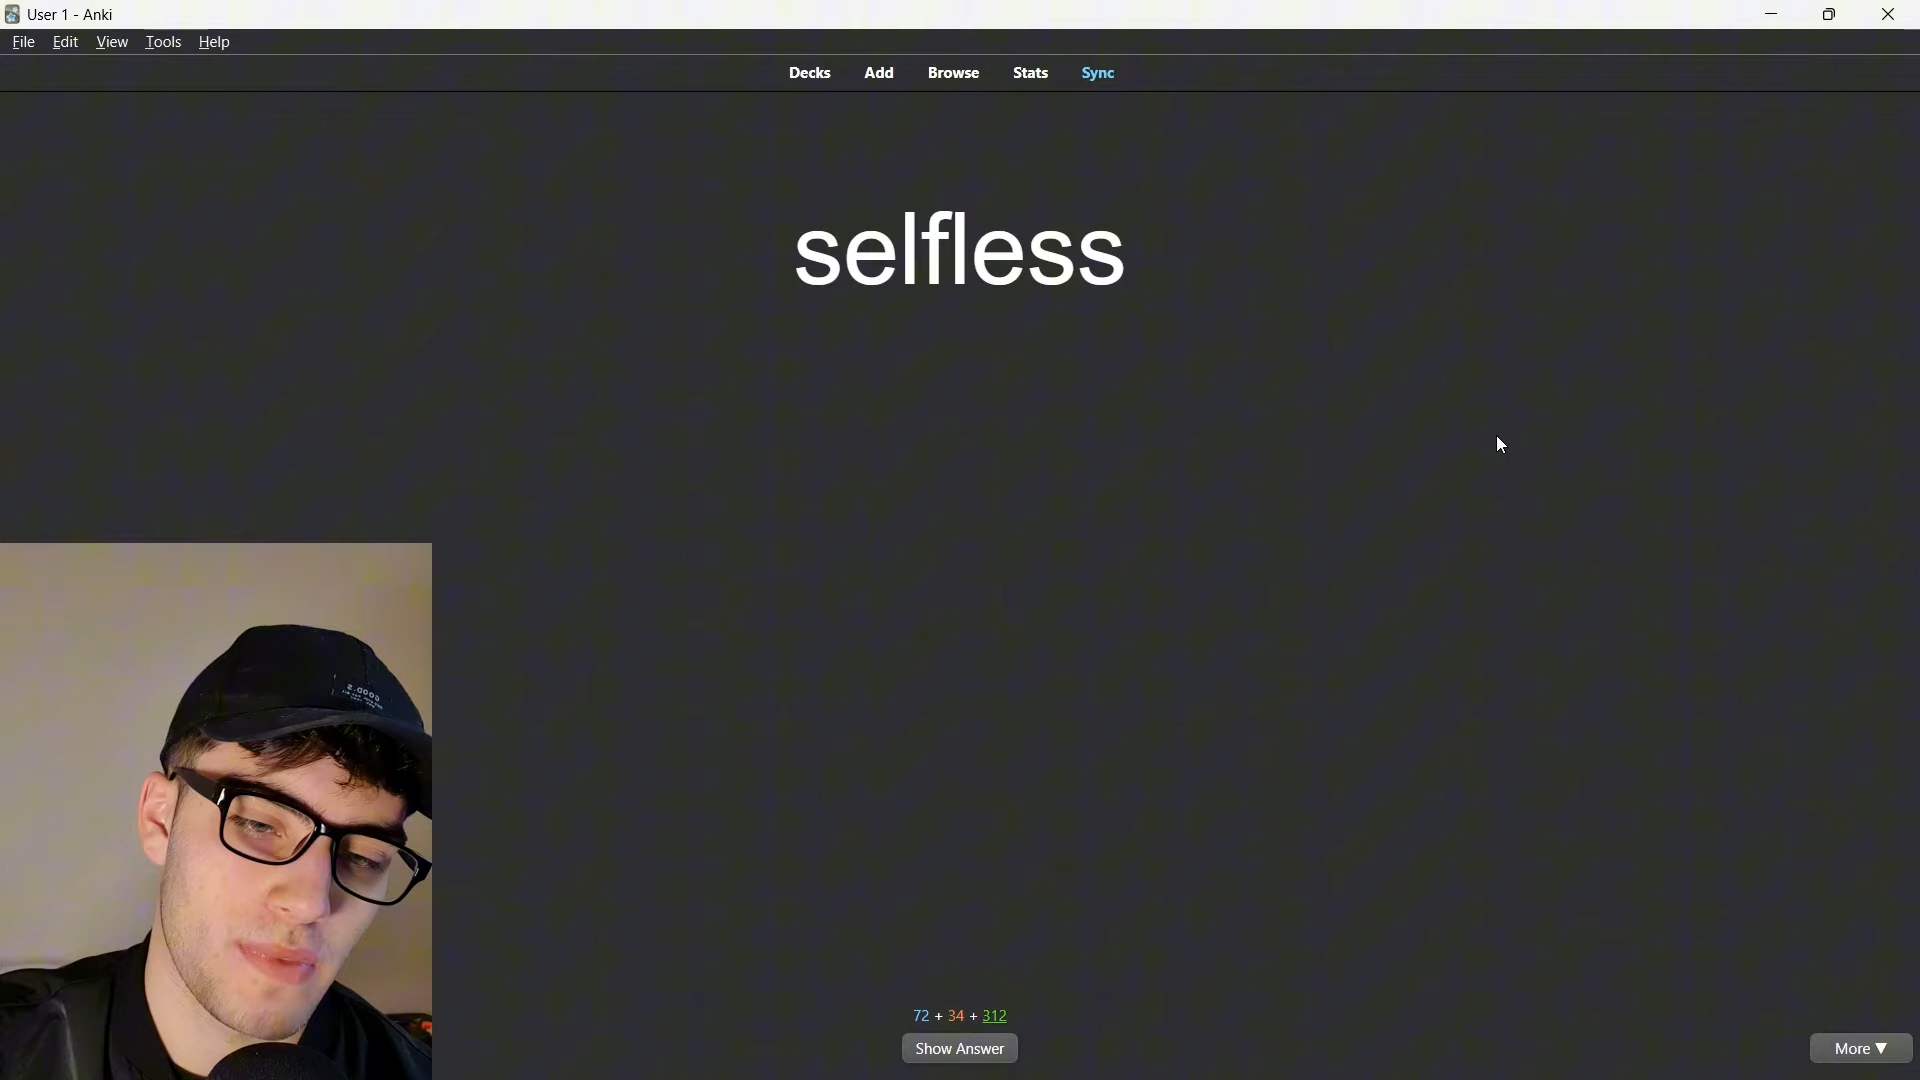 User 1 - Anki
File Edit View Tools Help
Decks Add Browse Stats Sync
selfless
72 + 34 + 312
Show Answer
More ▼